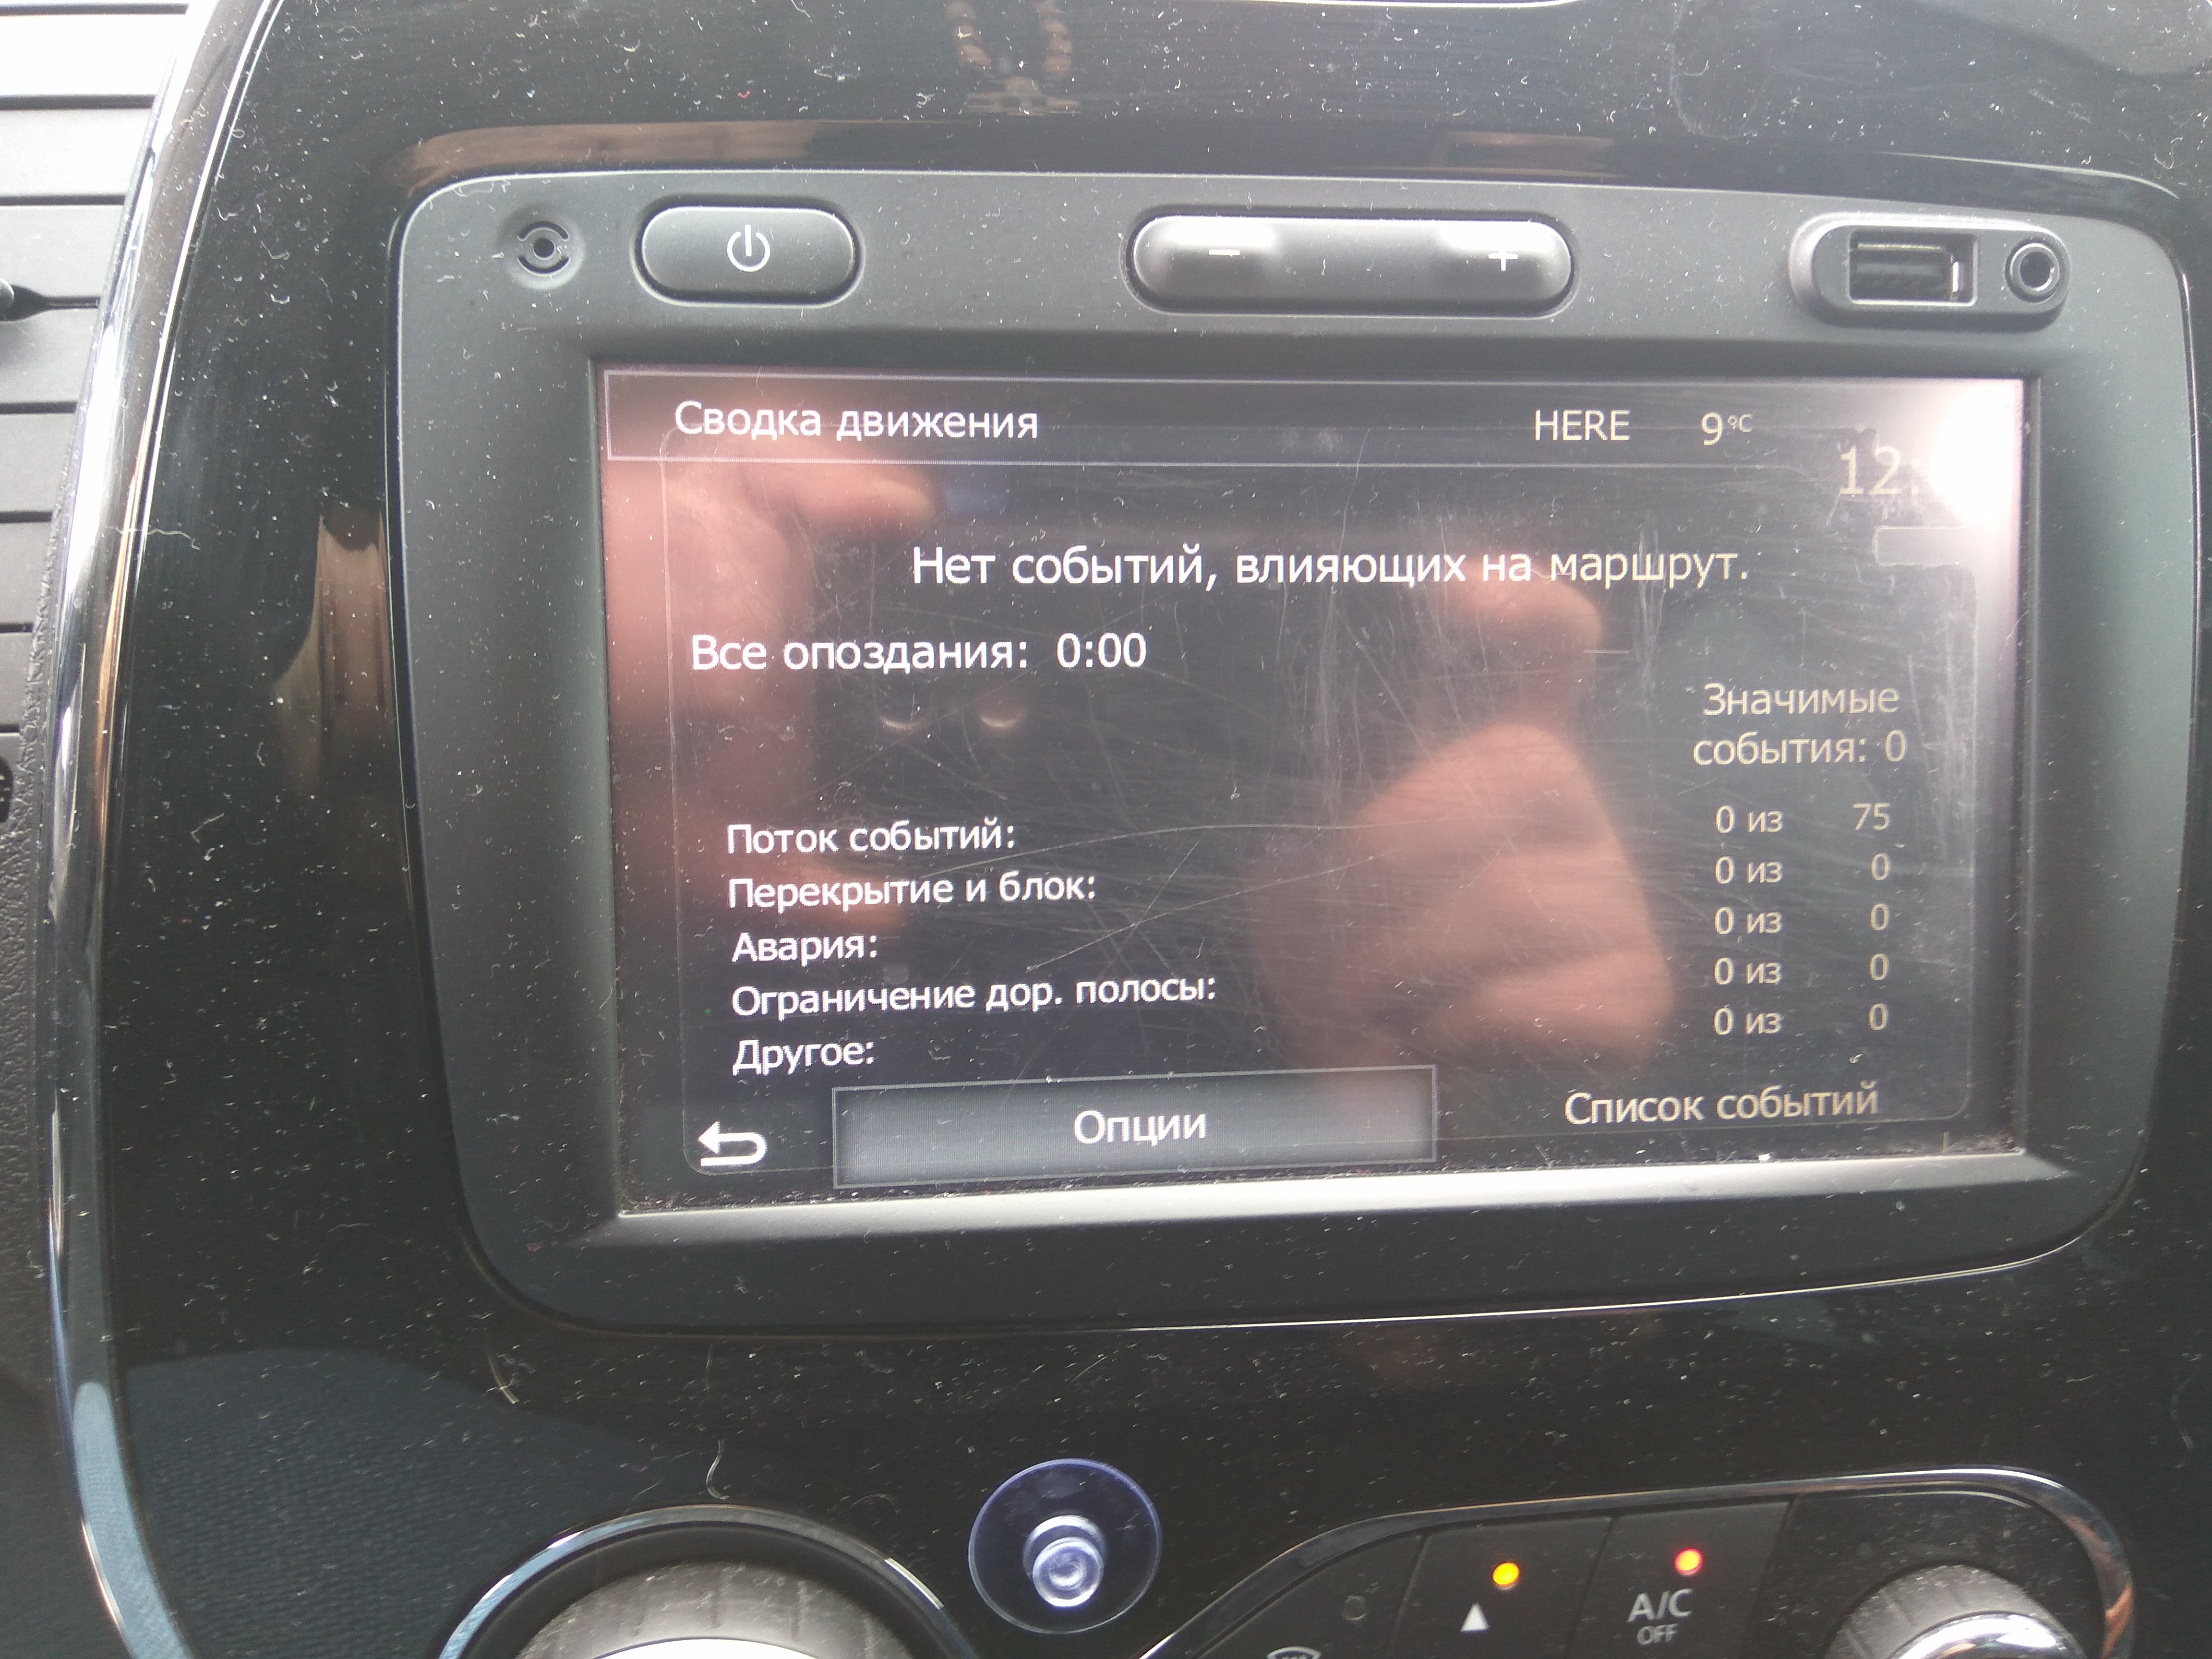 Сводка движения HERE 9°C
12:
Нет событий, влияющих на маршрут.
Все опоздания: 0:00
Значимые
события: 0
Поток событий: 0 из 75
Перекрытие и блок: 0 из 0
Авария: 0 из 0
Ограничение дор. полосы: 0 из 0
Другое: 0 из 0
Опции
Список событий
A/C
OFF